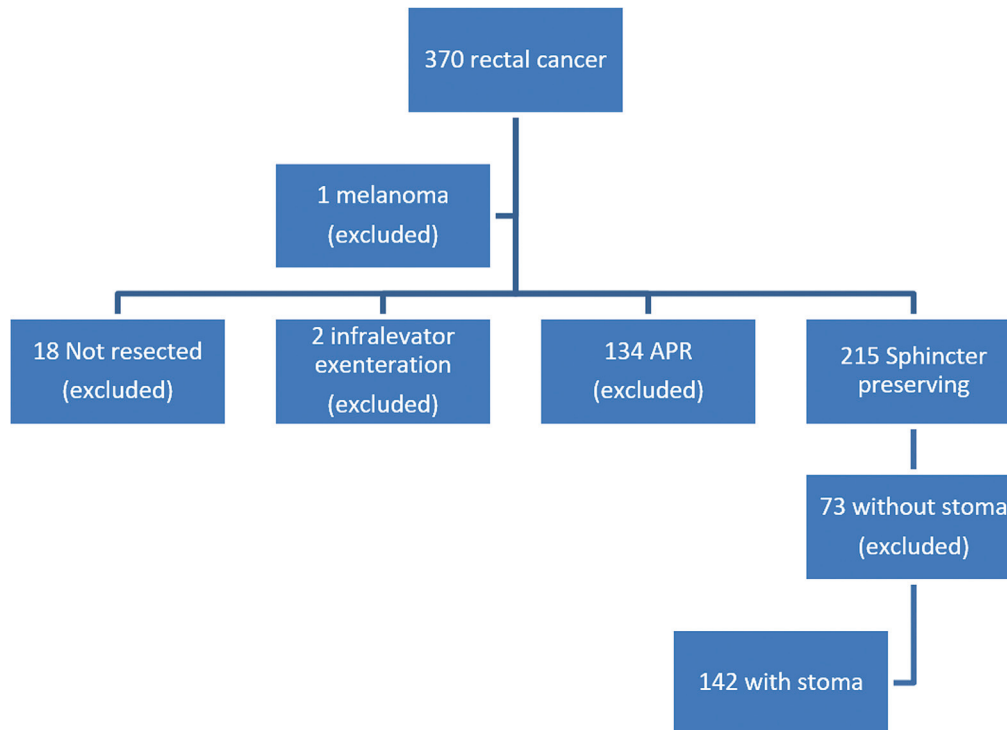 370 rectal cancer
1 melanoma
(excluded)
18 Not resected
(excluded)
2 infralevator
exenteration
(excluded)
134 APR
(excluded)
215 Sphincter
preserving
73 without stoma
(excluded)
142 with stoma